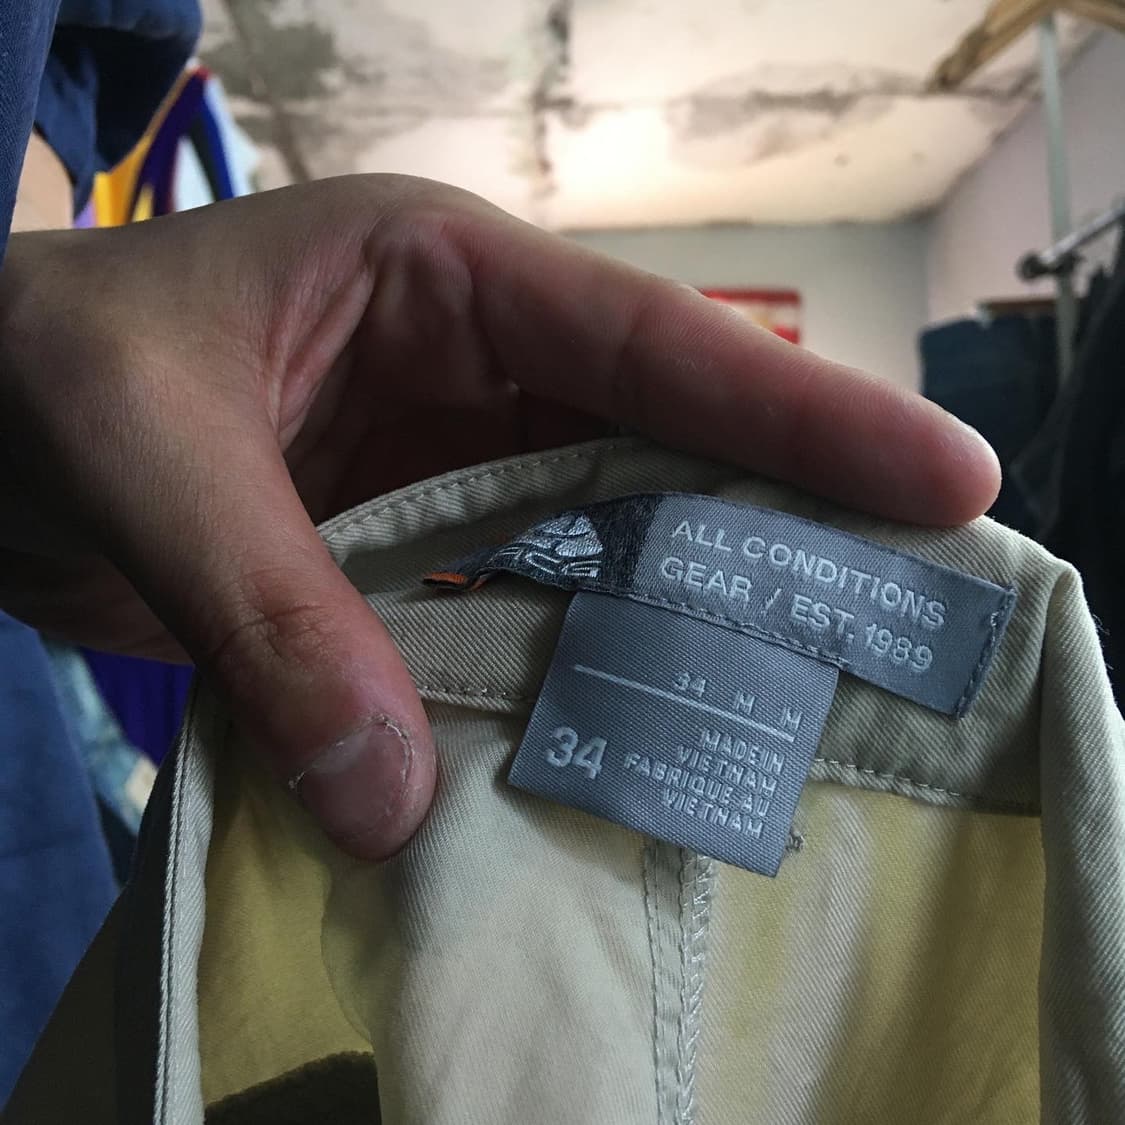 ALL CONDITIONS
GEAR / EST. 1989
34 M M
34
MADE IN
VIETNAM
FABRIQUE AU
VIETNAM